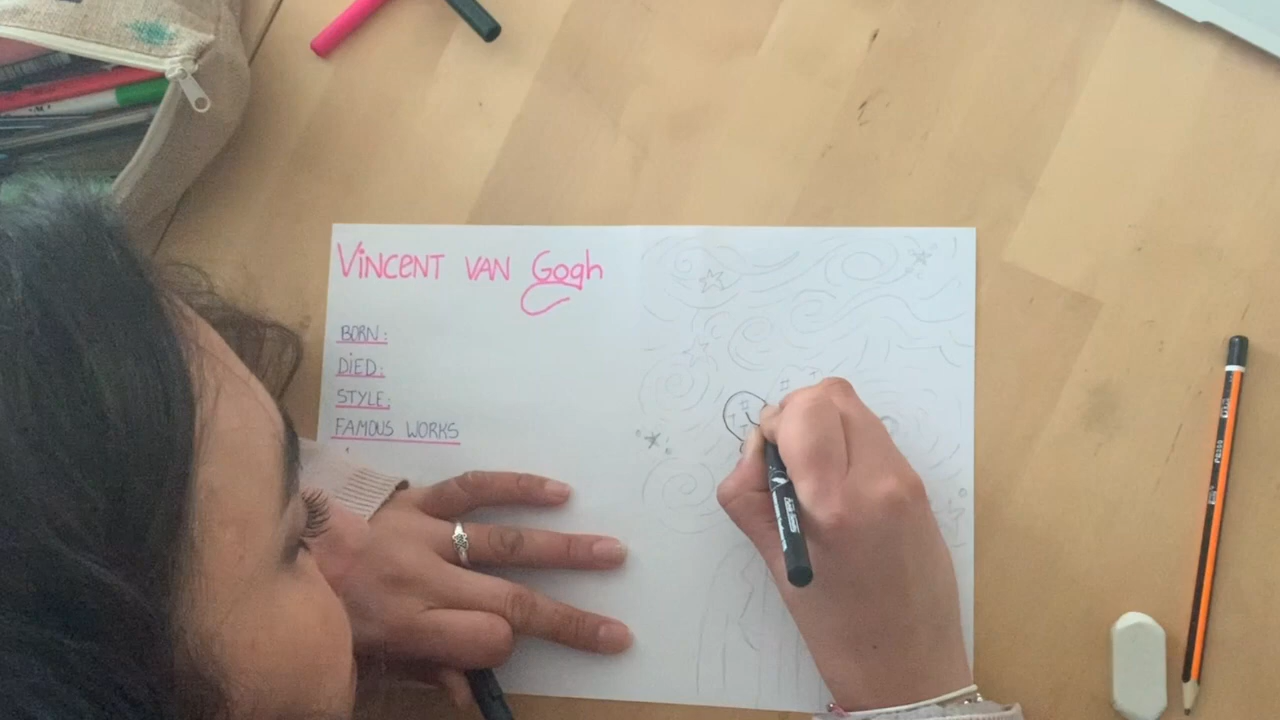 VINCENT VAN Gogh
BORN:
DIED:
STYLE:
FAMOUS WORKS